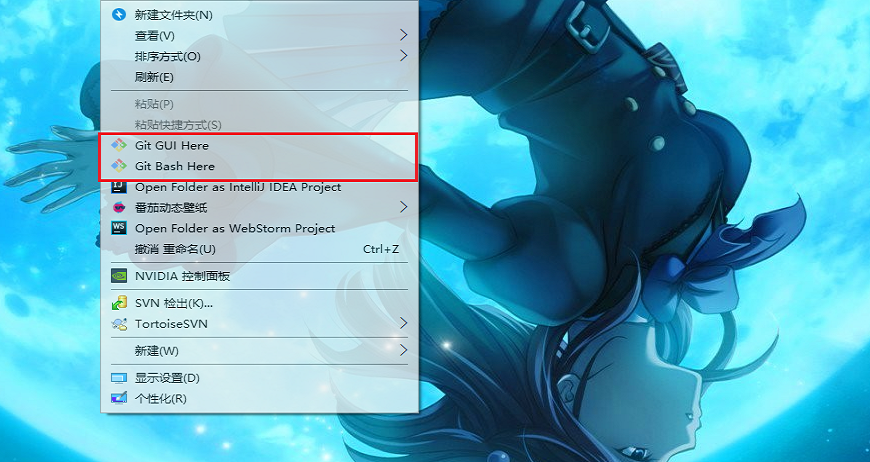 新建文件夹(N)
查看(V)
排序方式(O)
刷新(E)
粘贴(P)
粘贴快捷方式(S)
Git GUI Here
Git Bash Here
Open Folder as IntelliJ IDEA Project
番茄动态壁纸
Open Folder as WebStorm Project
撤消 重命名(U) Ctrl+Z
NVIDIA 控制面板
SVN 检出(K)...
TortoiseSVN
新建(W)
显示设置(D)
个性化(R)